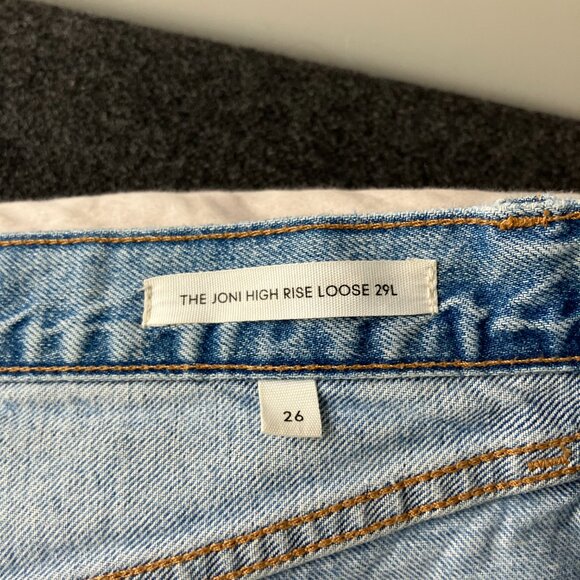 THE JONI HIGH RISE LOOSE 29L
26